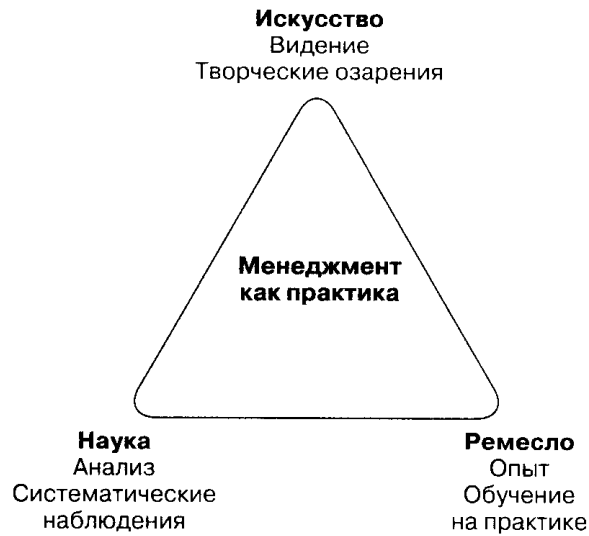 Искусство
Видение
Творческие озарения
Менеджмент
как практика
Наука
Анализ
Систематические
наблюдения
Ремесло
Опыт
Обучение
на практике